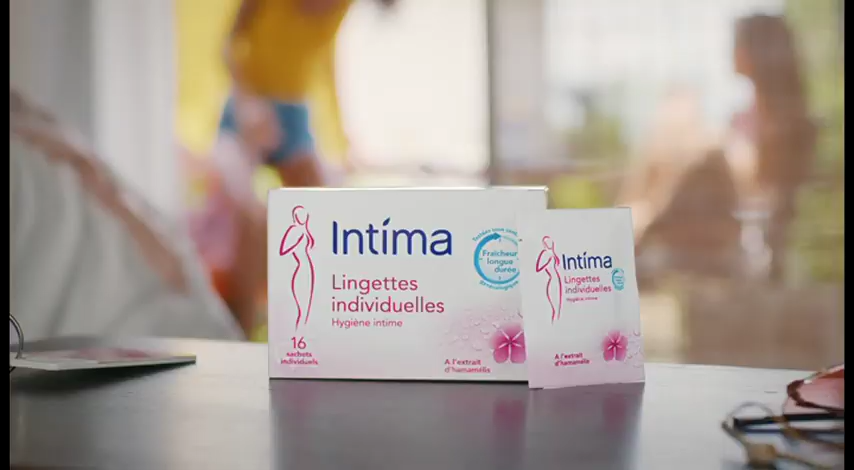 Intíma
Lingettes
individuelles
Hygiène intime
16
sachets
individuels
Fraîcheur
longue
durée
A l'extrait
d'hamamélis
Intíma
Lingettes
individuelles
Hygiène intime
A l'extrait
d'hamamélis